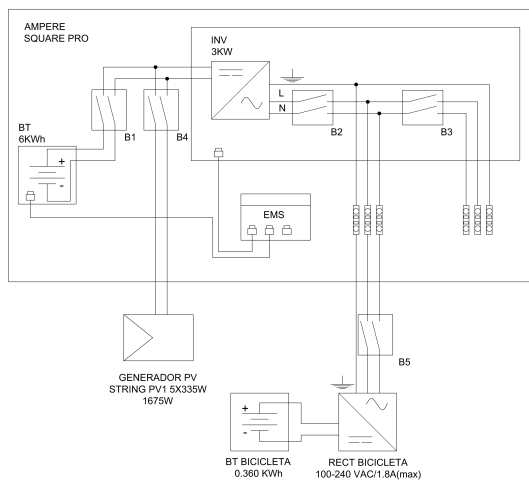 AMPERE
SQUARE PRO
INV
3KW
L
N
B2
B3
B1
B4
BT
6KWh
+
-
EMS
B5
GENERADOR PV
STRING PV1 5X335W
1675W
+
-
BT BICICLETA
0.360 KWh
RECT BICICLETA
100-240 VAC/1.8A(max)